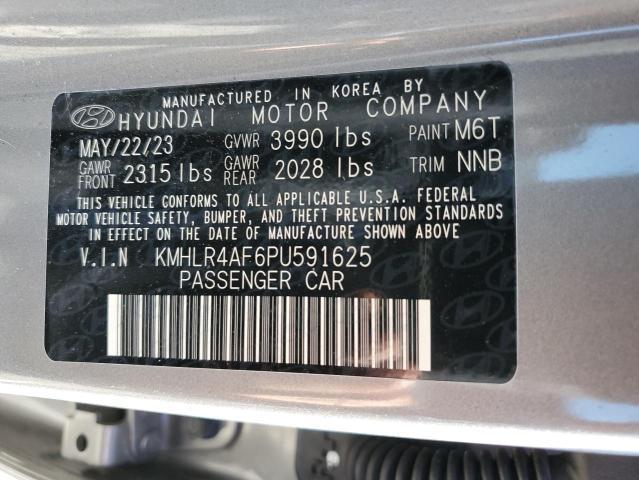 MANUFACTURED IN KOREA BY
HYUNDAI MOTOR COMPANY
MAY/22/23 GVWR 3990 lbs PAINT M6T
GAWR FRONT 2315 lbs GAWR REAR 2028 lbs TRIM NNB
THIS VEHICLE CONFORMS TO ALL APPLICABLE U.S.A. FEDERAL
MOTOR VEHICLE SAFETY, BUMPER, AND THEFT PREVENTION STANDARDS
IN EFFECT ON THE DATE OF MANUFACTURE SHOWN ABOVE
V.I.N KMHLR4AF6PU591625
PASSENGER CAR